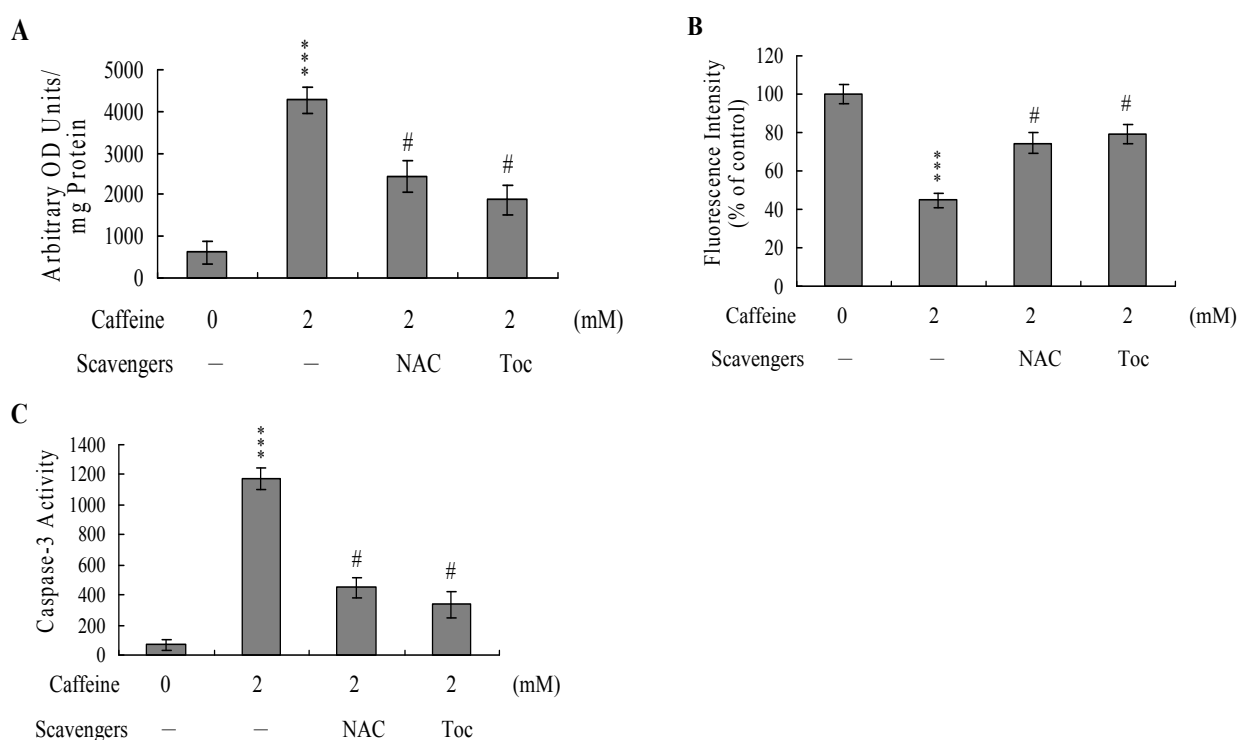 A
Arbitrary OD Units/
mg Protein
5000
4000
3000
2000
1000
0
***
#
#
Caffeine 0 2 2 2 (mM)
Scavengers – – NAC Toc
B
Fluorescence Intensity
(% of control)
120
100
80
60
40
20
0
***
#
#
Caffeine 0 2 2 2 (mM)
Scavengers – – NAC Toc
C
Caspase-3 Activity
1400
1200
1000
800
600
400
200
0
***
#
#
Caffeine 0 2 2 2 (mM)
Scavengers – – NAC Toc